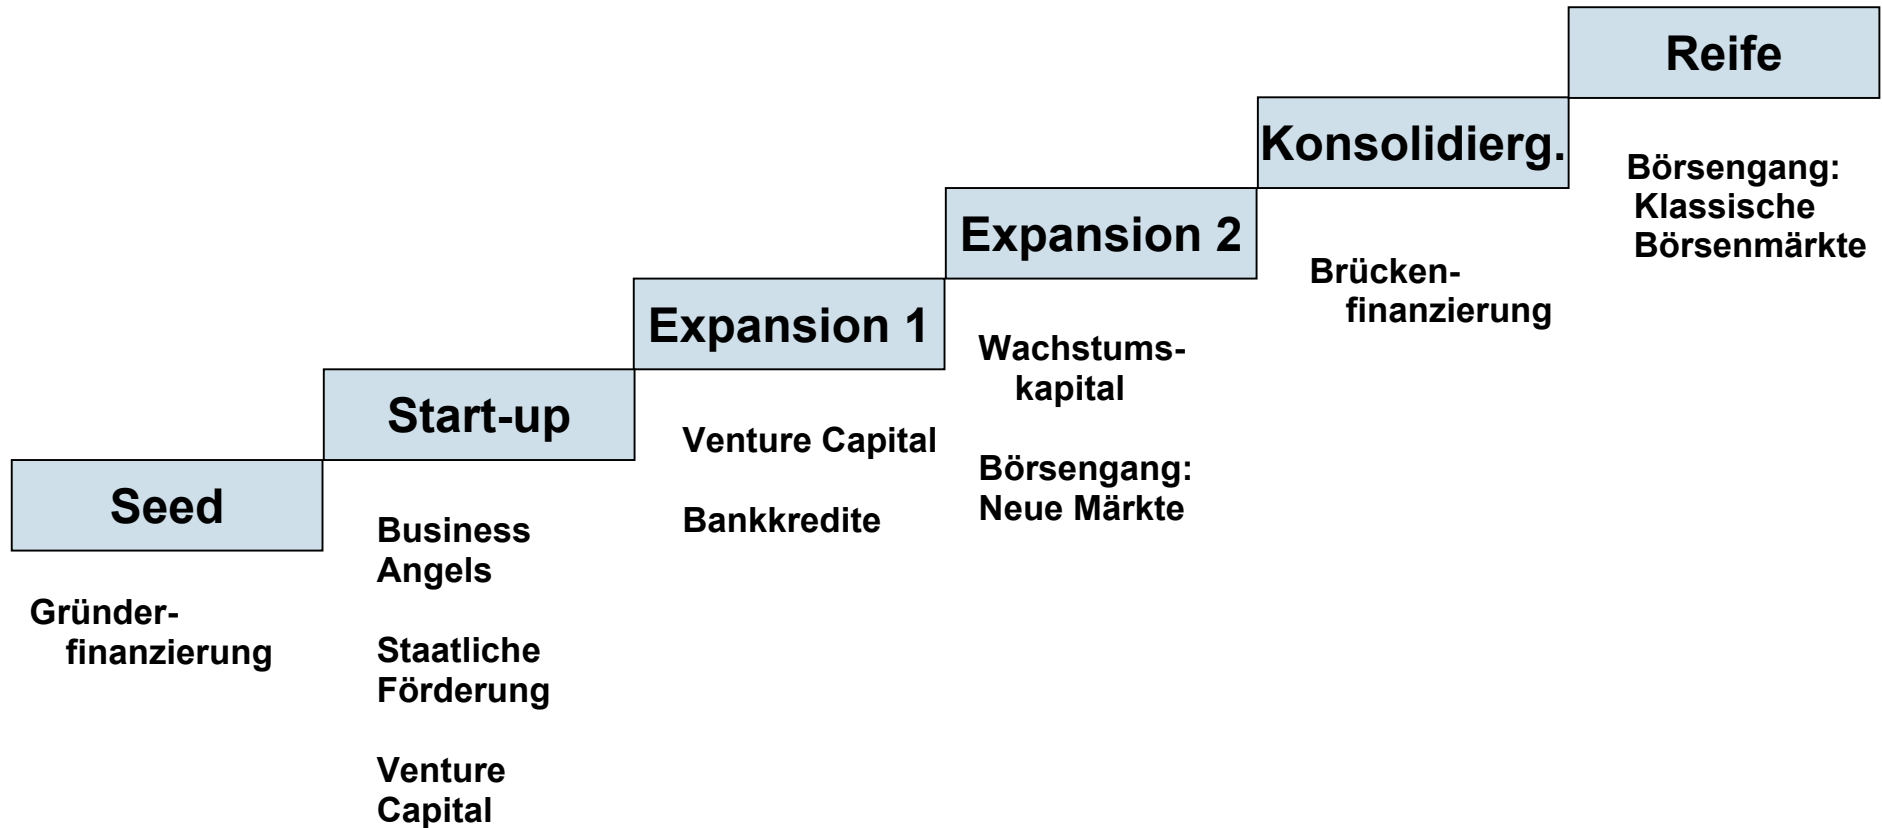 Seed
Gründer-
finanzierung
Start-up
Business
Angels
Staatliche
Förderung
Venture
Capital
Expansion 1
Venture Capital
Bankkredite
Expansion 2
Wachstums-
kapital
Börsengang:
Neue Märkte
Konsolidierg.
Brücken-
finanzierung
Reife
Börsengang:
Klassische
Börsenmärkte